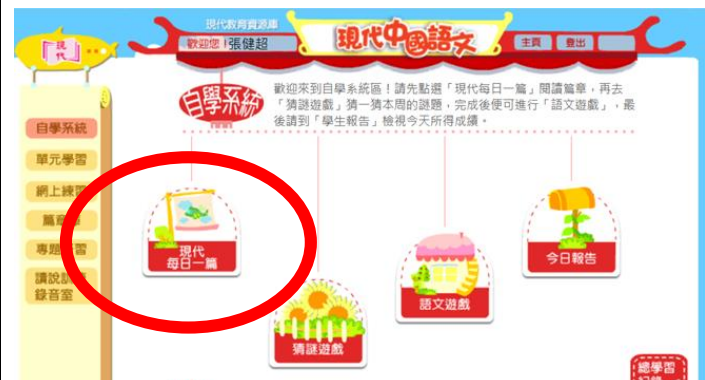 現代教育資源庫
歡迎您！張健超
現代中國語文
主頁
登出
現
代
自學系統
歡迎來到自學系統區！請先點選「現代每日一篇」閱讀篇章，再去
「猜謎遊戲」猜一猜本周的謎題，完成後便可進行「語文遊戲」，最
後請到「學生報告」檢視今天所得成績。
自學系統
單元學習
網上練
篇章
專題習
讀說訓
錄音室
現代
每日一篇
猜謎遊戲
語文遊戲
今日報告
總學習